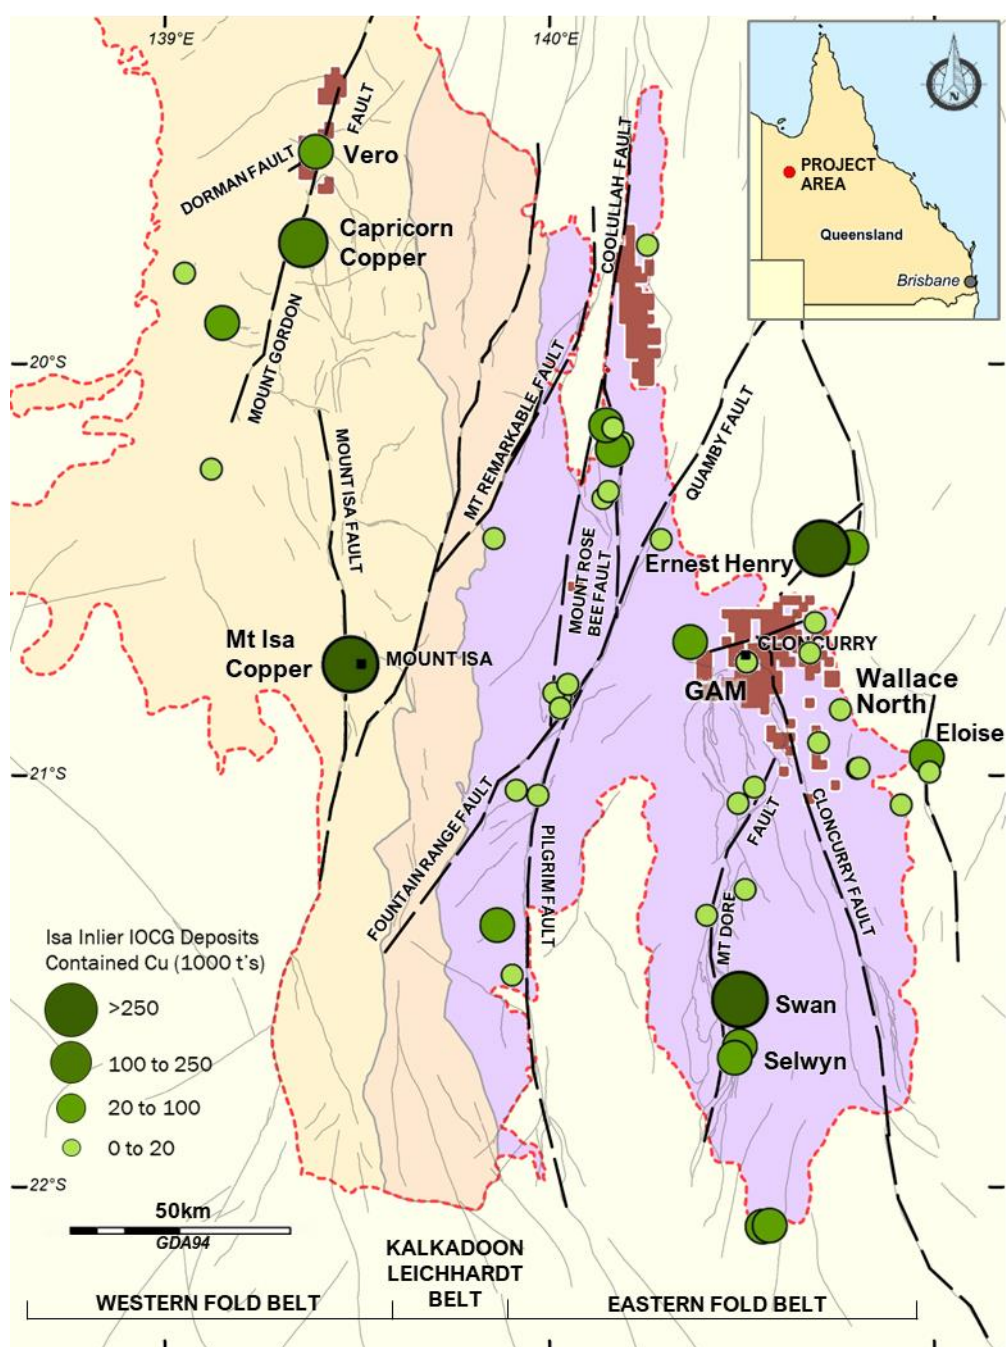 139°E
140°E
N
PROJECT
AREA
Queensland
Brisbane
FAULT
DORMAN FAULT
Vero
Capricorn
Copper
COOLULLAH FAULT
MOUNT GORDON
20°S
MT REMARKABLE FAULT
QUAMBY FAULT
MOUNT ISA FAULT
MOUNT ROSE
BEE FAULT
Ernest Henry
Mt Isa
Copper
MOUNT ISA
CLONCURRY
GAM
Wallace
North
Eloise
21°S
FOUNTAIN RANGE FAULT
PILGRIM FAULT
FAULT
MT DORE
CLONCURRY FAULT
Isa Inlier IOCG Deposits
Contained Cu (1000 t's)
>250
100 to 250
20 to 100
0 to 20
Swan
Selwyn
22°S
50km
GDA94
WESTERN FOLD BELT
KALKADOON
LEICHHARDT
BELT
EASTERN FOLD BELT